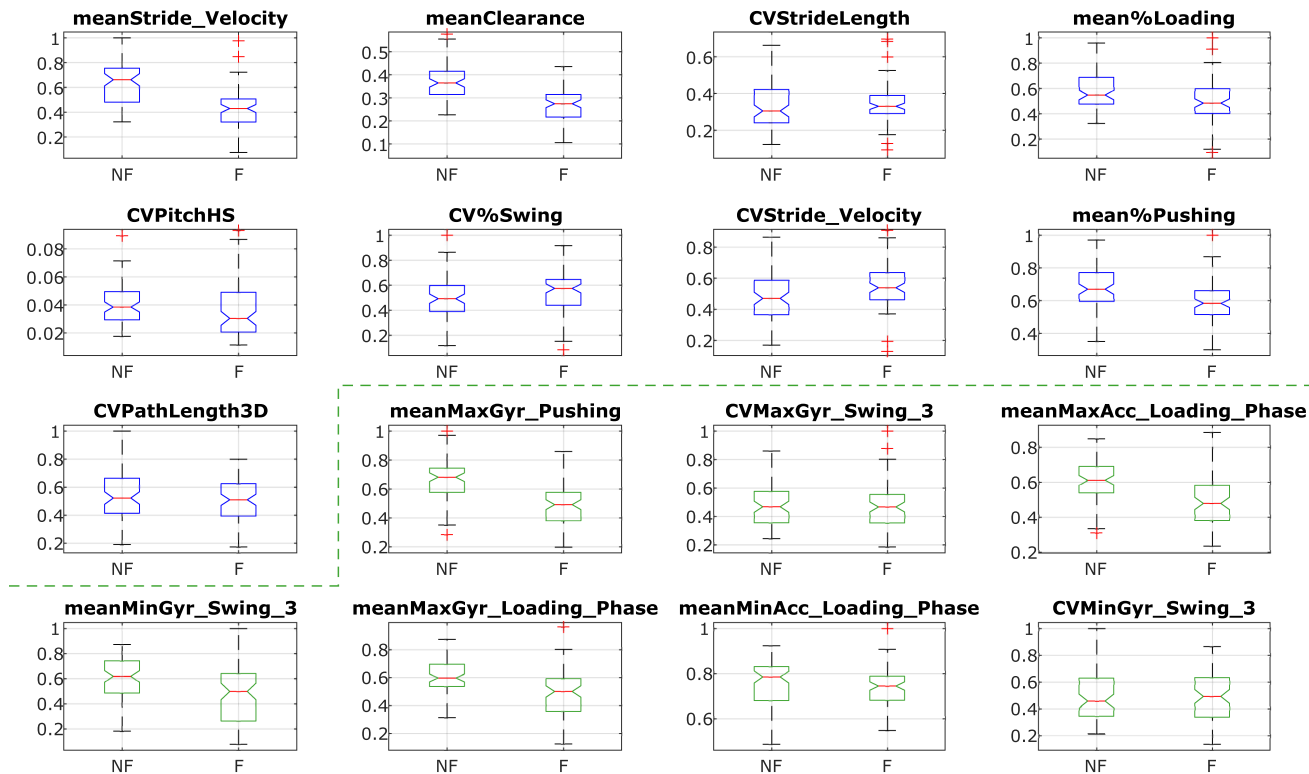 meanStride_Velocity
1
0.8
0.6
0.4
0.2
NF F
meanClearance
0.5
0.4
0.3
0.2
0.1
NF F
CVStrideLength
0.6
0.4
0.2
NF F
mean%Loading
1
0.8
0.6
0.4
0.2
NF F
CVPitchHS
0.08
0.06
0.04
0.02
NF F
CV%Swing
1
0.8
0.6
0.4
0.2
NF F
CVStride_Velocity
0.8
0.6
0.4
0.2
NF F
mean%Pushing
1
0.8
0.6
0.4
NF F
CVPathLength3D
1
0.8
0.6
0.4
0.2
NF F
meanMaxGyr_Pushing
1
0.8
0.6
0.4
0.2
NF F
CVMaxGyr_Swing_3
1
0.8
0.6
0.4
0.2
NF F
meanMaxAcc_Loading_Phase
0.8
0.6
0.4
0.2
NF F
meanMinGyr_Swing_3
1
0.8
0.6
0.4
0.2
NF F
meanMaxGyr_Loading_Phase
0.8
0.6
0.4
0.2
NF F
meanMinAcc_Loading_Phase
1
0.8
0.6
NF F
CVMinGyr_Swing_3
1
0.8
0.6
0.4
0.2
NF F